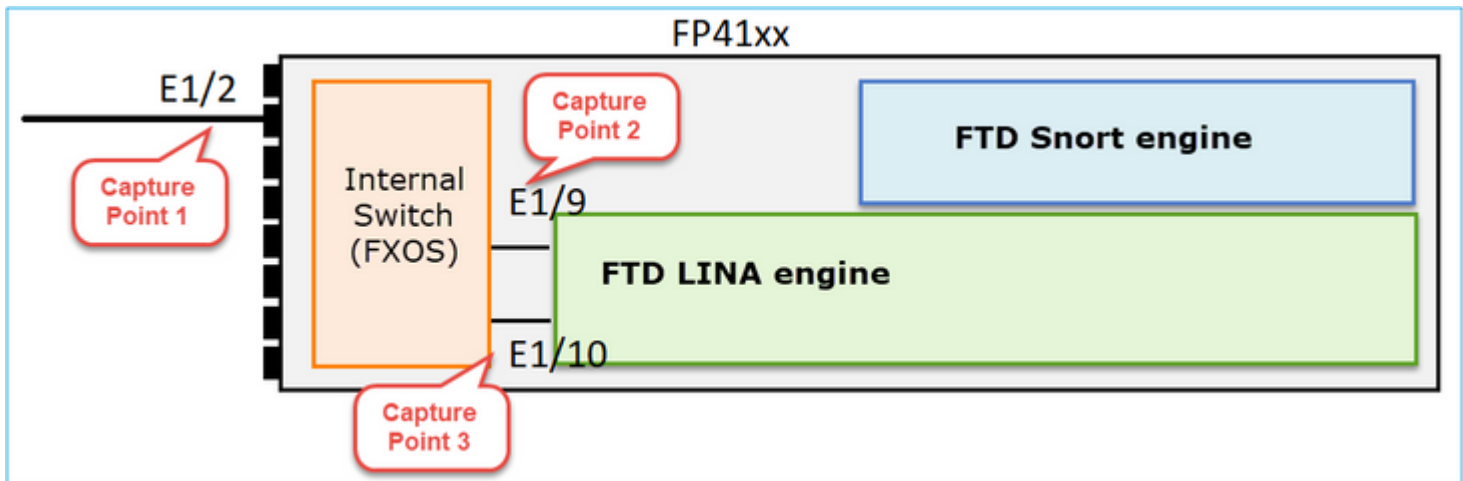 FP41xx
E1/2
Capture
Point 1
Internal
Switch
(FXOS)
Capture
Point 2
E1/9
E1/10
Capture
Point 3
FTD Snort engine
FTD LINA engine